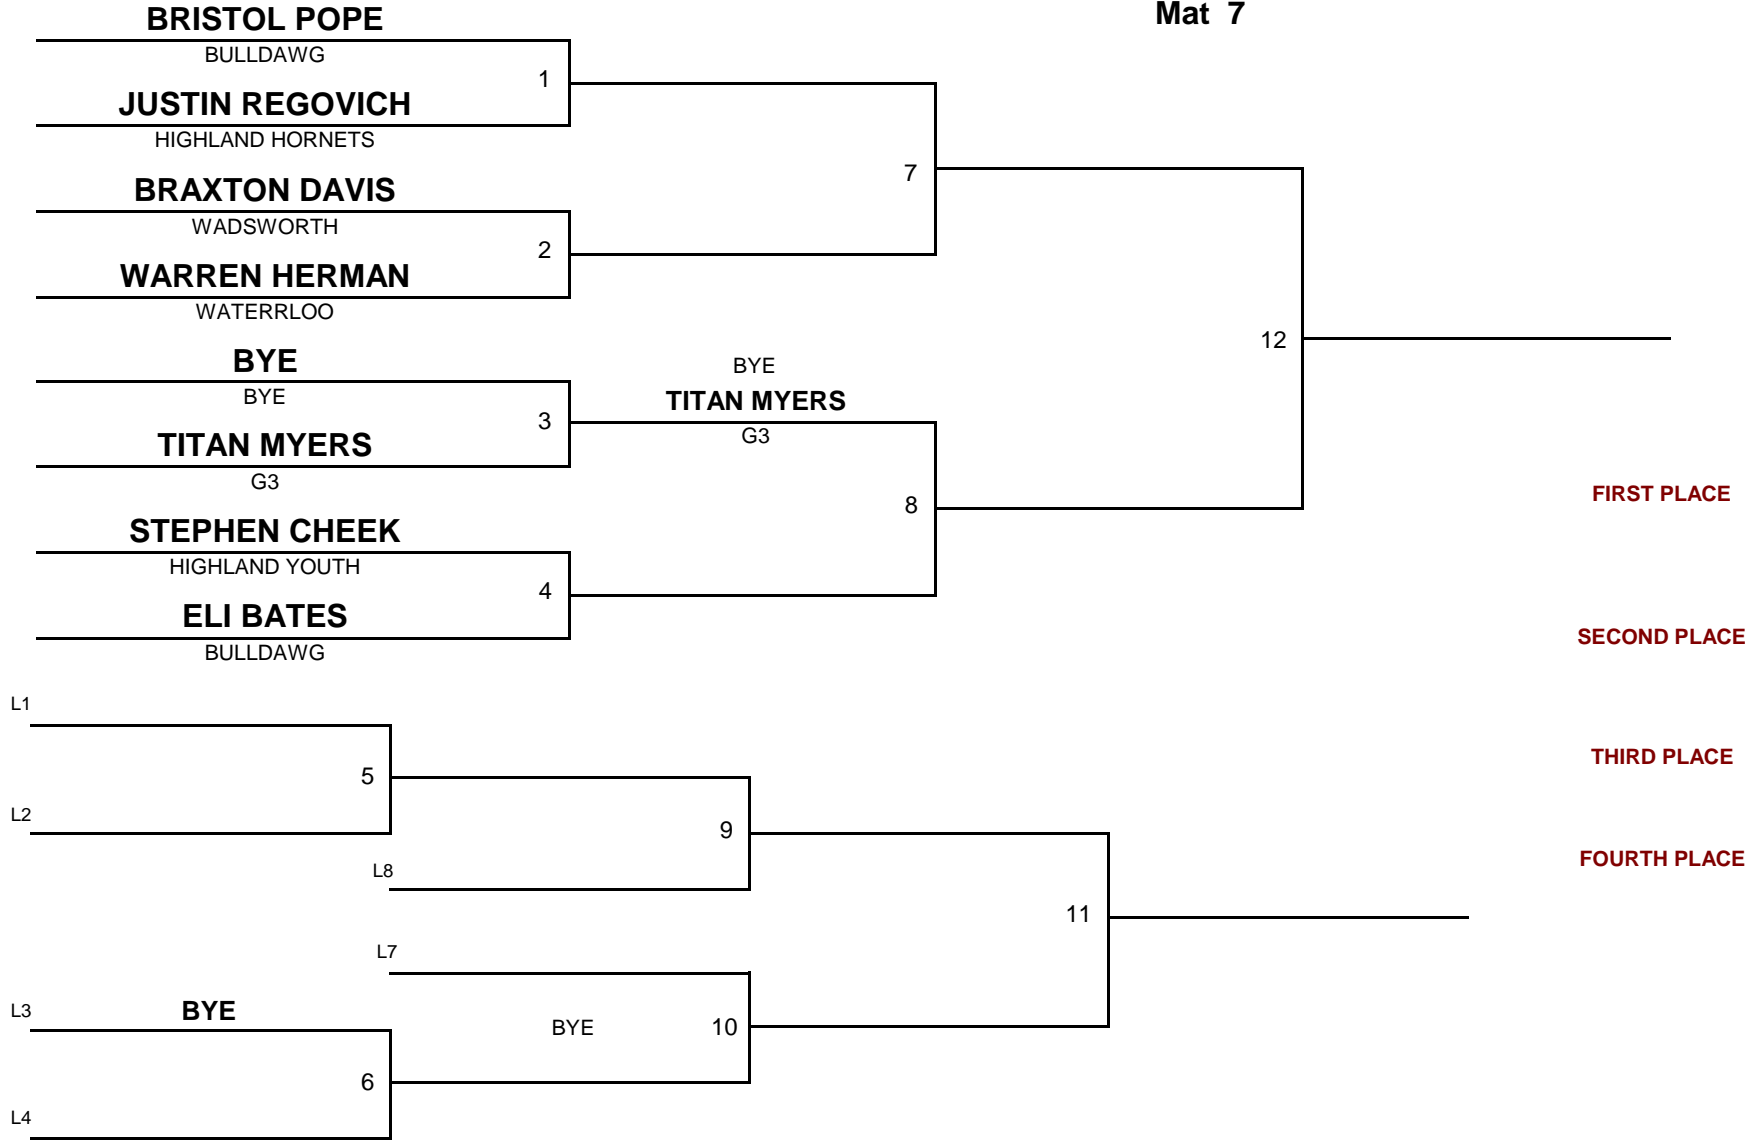 BRISTOL POPE
Mat 7
BULLDAWG
1
JUSTIN REGOVICH
HIGHLAND HORNETS
7
BRAXTON DAVIS
WADSWORTH
2
WARREN HERMAN
WATERRLOO
12
BYE
BYE
BYE
TITAN MYERS
3
G3
TITAN MYERS
G3
8
FIRST PLACE
STEPHEN CHEEK
HIGHLAND YOUTH
4
ELI BATES
BULLDAWG
SECOND PLACE
L1
THIRD PLACE
5
L2
9
FOURTH PLACE
L8
11
L7
L3
BYE
BYE
10
6
L4